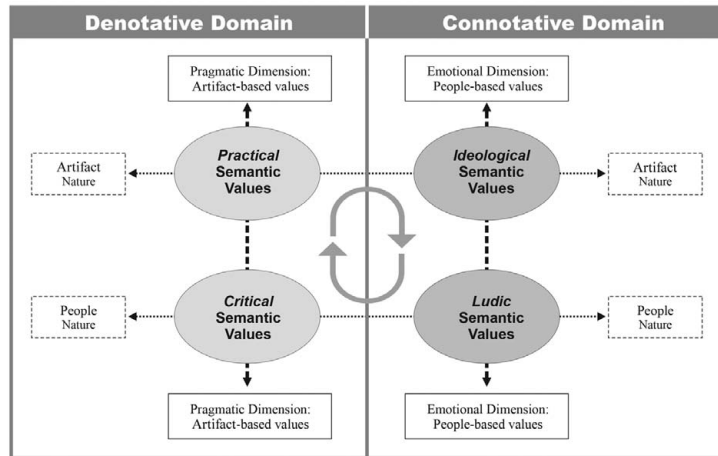 Denotative Domain
Connotative Domain
Pragmatic Dimension:
Artifact-based values
Emotional Dimension:
People-based values
Artifact
Nature
Practical
Semantic
Values
Ideological
Semantic
Values
Artifact
Nature
People
Nature
Critical
Semantic
Values
Ludic
Semantic
Values
People
Nature
Pragmatic Dimension:
Artifact-based values
Emotional Dimension:
People-based values